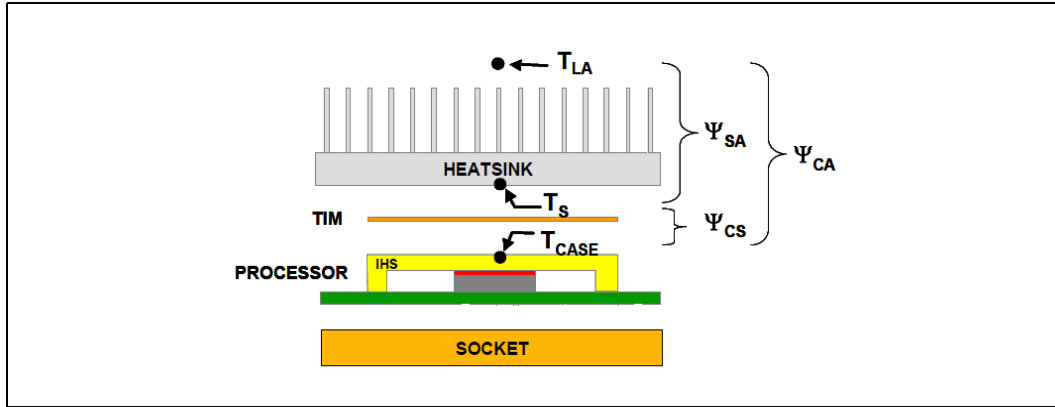 T_LA
Ψ_SA
Ψ_CA
HEATSINK
T_S
TIM
Ψ_CS
T_CASE
IHS
PROCESSOR
SOCKET